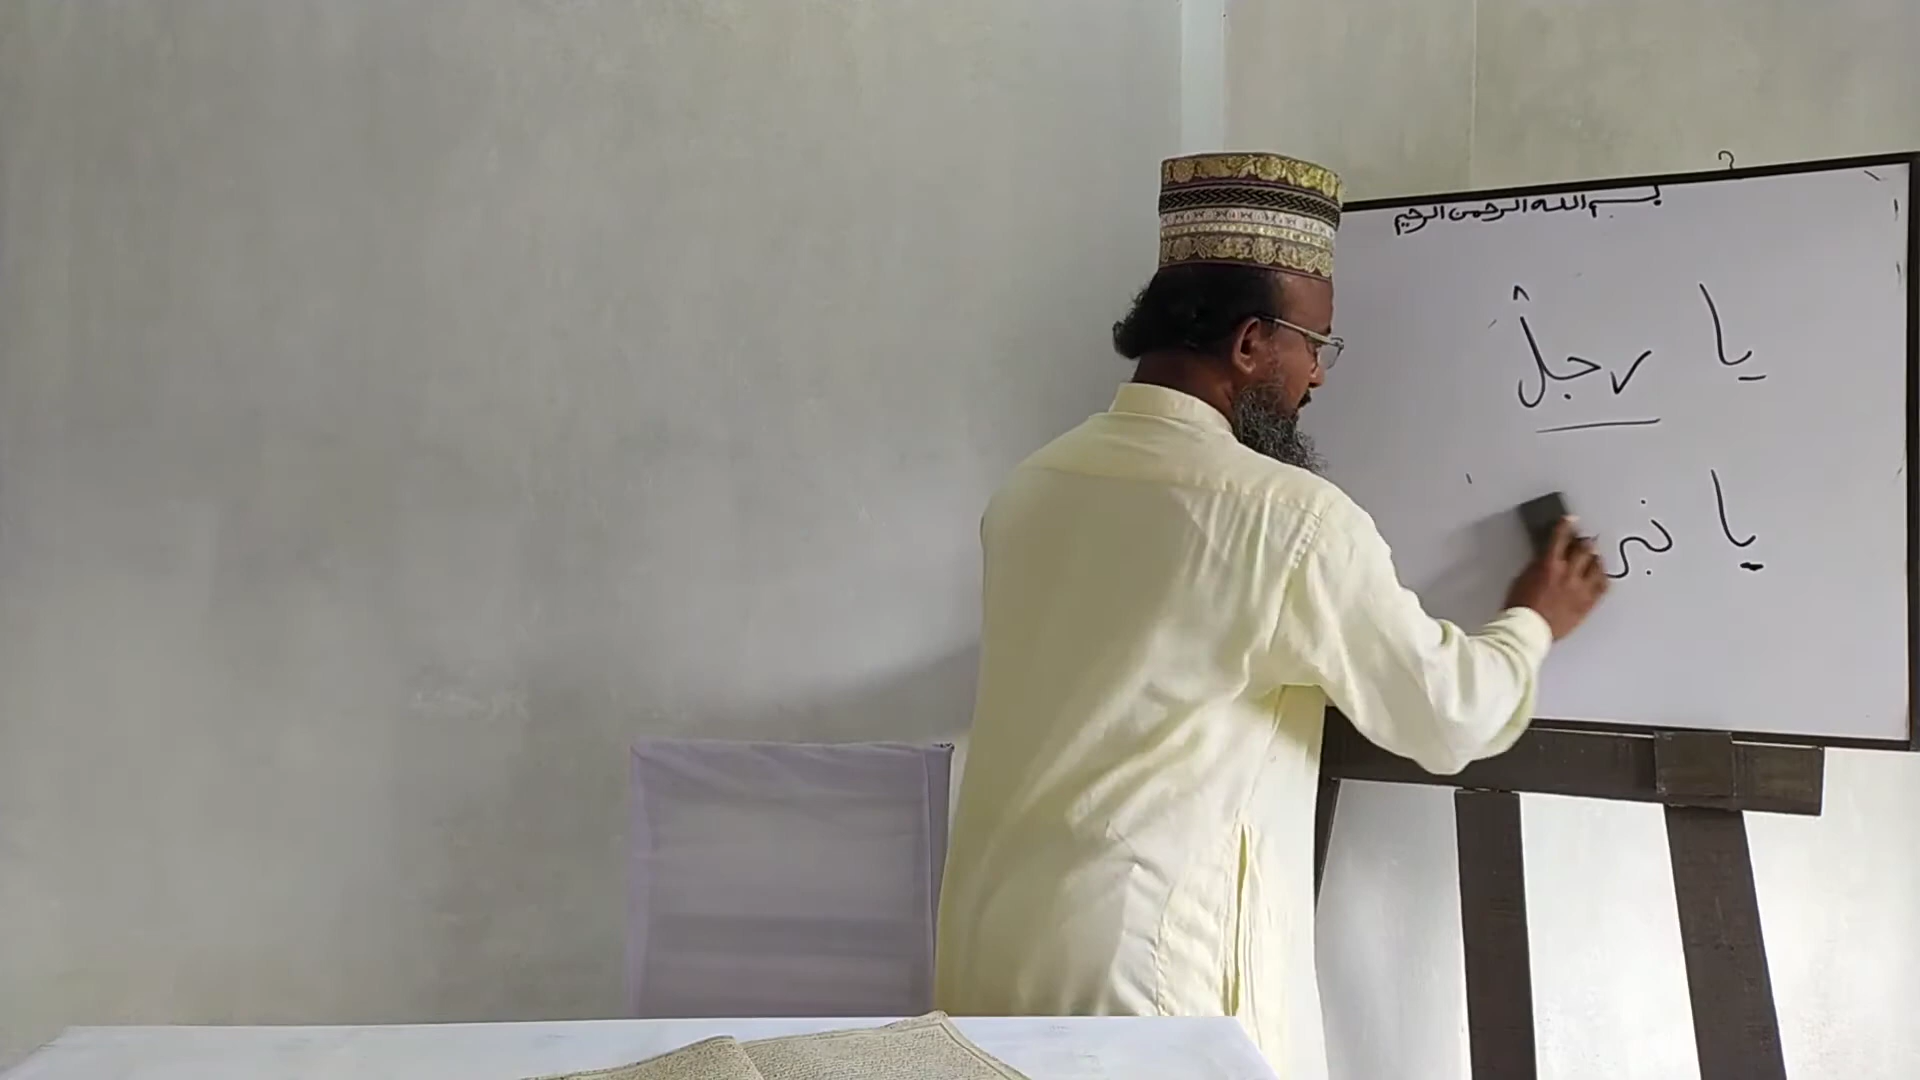 بسم الله الرحمن الرحيم
يا رجل
يا